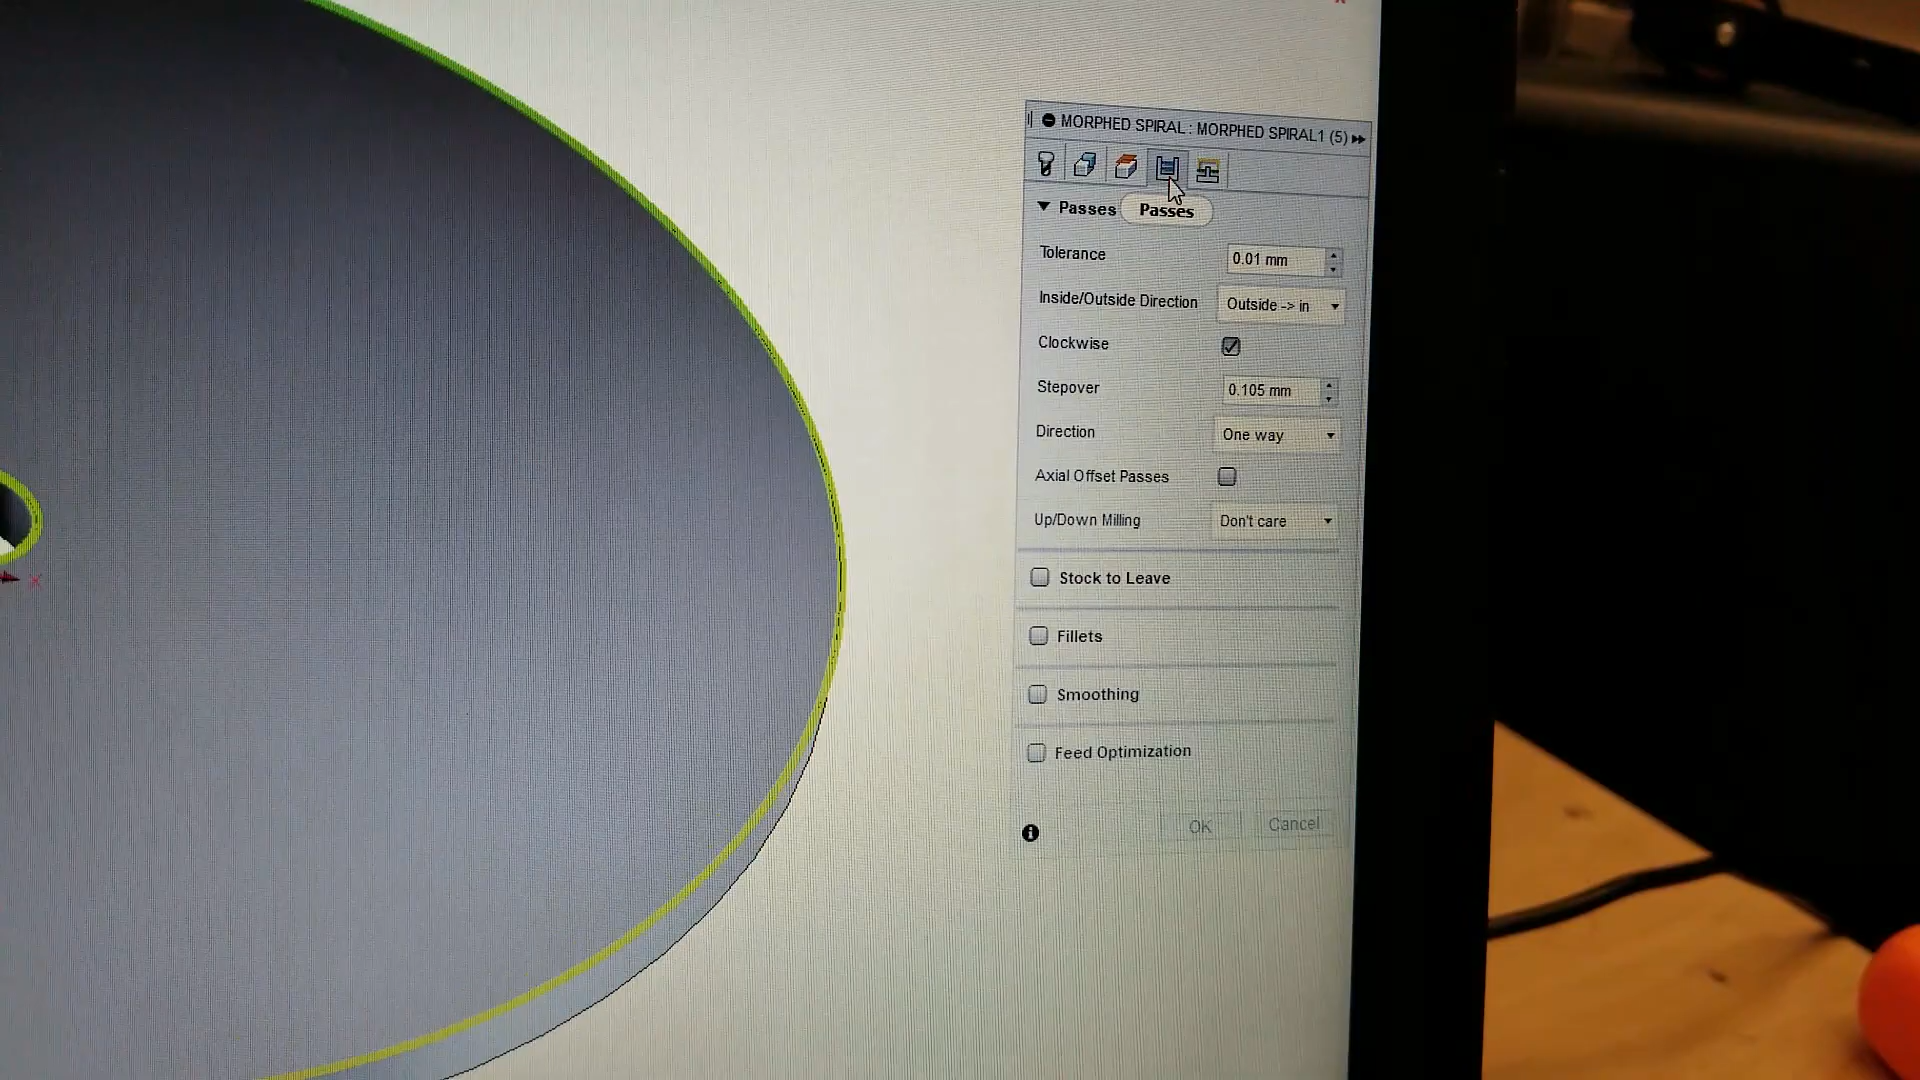 MORPHED SPIRAL : MORPHED SPIRAL1 (5)
Passes
Passes
Tolerance 0.01 mm
Inside/Outside Direction Outside -> in
Clockwise
Stepover 0.105 mm
Direction One way
Axial Offset Passes
Up/Down Milling Don't care
Stock to Leave
Fillets
Smoothing
Feed Optimization
OK Cancel